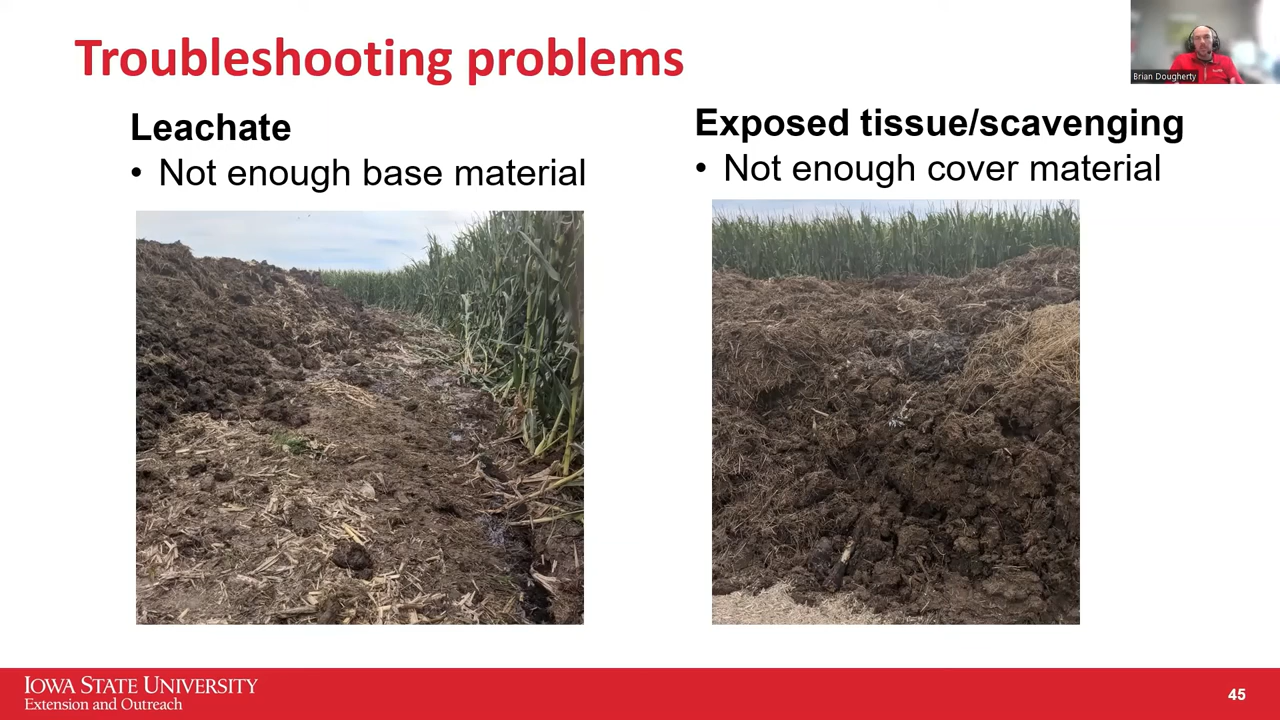 Troubleshooting problems
Brian Dougherty
Leachate
• Not enough base material
Exposed tissue/scavenging
• Not enough cover material
IOWA STATE UNIVERSITY
Extension and Outreach
45